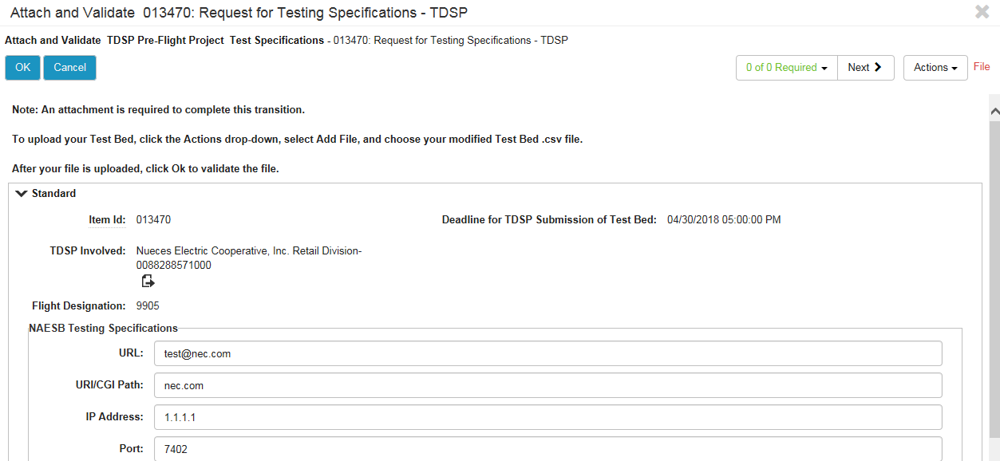 Attach and Validate 013470: Request for Testing Specifications - TDSP
Attach and Validate TDSP Pre-Flight Project Test Specifications - 013470: Request for Testing Specifications - TDSP
OK Cancel 0 of 0 Required Next Actions File
Note: An attachment is required to complete this transition.
To upload your Test Bed, click the Actions drop-down, select Add File, and choose your modified Test Bed .csv file.
After your file is uploaded, click Ok to validate the file.
Standard
Item Id: 013470 Deadline for TDSP Submission of Test Bed: 04/30/2018 05:00:00 PM
TDSP Involved: Nueces Electric Cooperative, Inc. Retail Division-
0088288571000
Flight Designation: 9905
NAESB Testing Specifications
URL: test@nec.com
URI/CGI Path: nec.com
IP Address: 1.1.1.1
Port: 7402